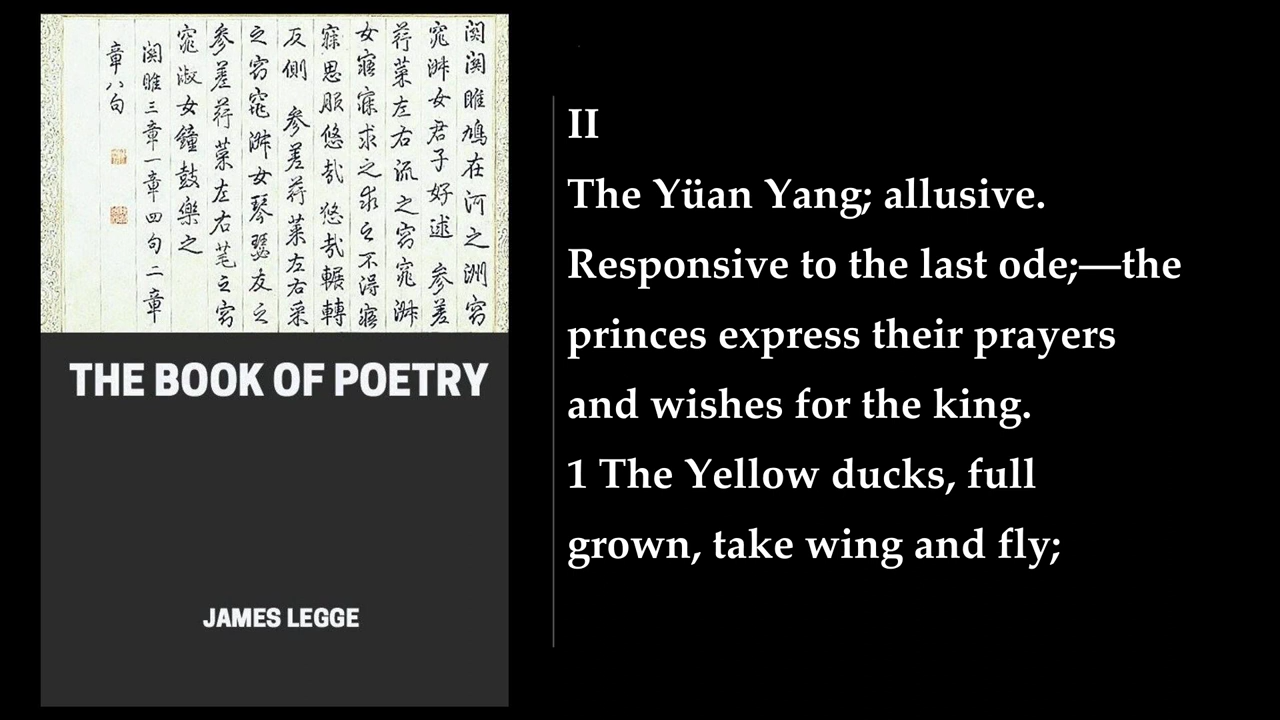 関関雎鳩在河之洲窈
窕淑女君子好逑 參差
荇菜左右流之窈窕淑
女寤寐求之求之不得寤
寐思服悠哉悠哉輾轉
反側 參差荇菜左右采
之窈窕淑女琴瑟友之
參差荇菜左右芼之窈
窕淑女鐘鼓樂之
関雎三章一章四句二章
章八句
THE BOOK OF POETRY
JAMES LEGGE
II
The Yüan Yang; allusive.
Responsive to the last ode;—the
princes express their prayers
and wishes for the king.
1 The Yellow ducks, full
grown, take wing and fly;